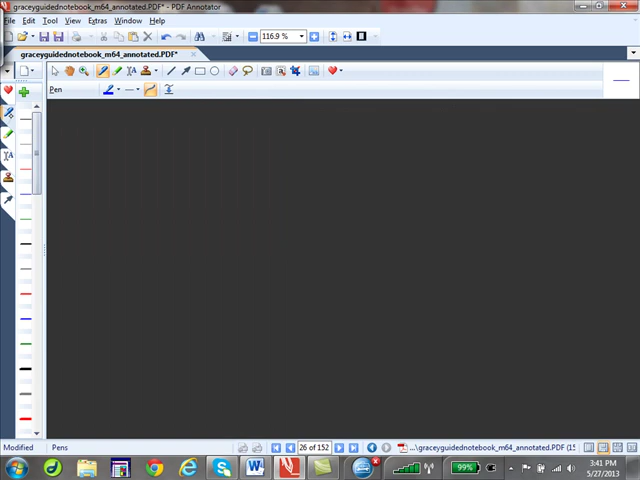 graceyguidednotebook_m64_annotated.PDF* - PDF Annotator
File Edit Tool View Extras Window Help
116.9 %
graceyguidednotebook_m64_annotated.PDF*
Pen
Modified Pens 26 of 152 ...\graceyguidednotebook_m64_annotated.PDF (15
99% 3:41 PM
5/27/2013